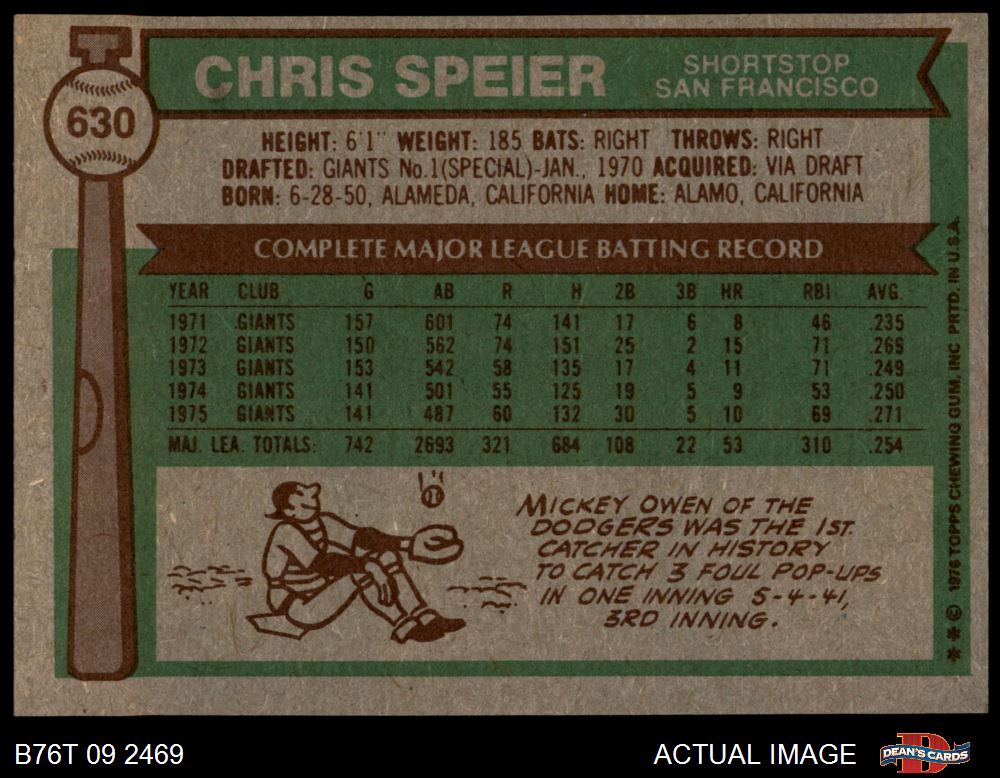 630
CHRIS SPEIER
SHORTSTOP
SAN FRANCISCO
HEIGHT: 6'1" WEIGHT: 185 BATS: RIGHT THROWS: RIGHT
DRAFTED: GIANTS No.1(SPECIAL)-JAN., 1970 ACQUIRED: VIA DRAFT
BORN: 6-28-50, ALAMEDA, CALIFORNIA HOME: ALAMO, CALIFORNIA
COMPLETE MAJOR LEAGUE BATTING RECORD
YEAR CLUB G AB R H 2B 3B HR RBI AVG.
1971 GIANTS 157 601 74 141 17 6 8 46 .235
1972 GIANTS 150 562 74 151 25 2 15 71 .269
1973 GIANTS 153 542 58 135 17 4 11 71 .249
1974 GIANTS 141 501 55 125 19 5 9 53 .250
1975 GIANTS 141 487 60 132 30 5 10 69 .271
MAJ. LEA. TOTALS: 742 2693 321 684 108 22 53 310 .254
MICKEY OWEN OF THE
DODGERS WAS THE 1ST.
CATCHER IN HISTORY
TO CATCH 3 FOUL POP-UPS
IN ONE INNING 5-4-41,
3RD INNING.
* * © 1976 TOPPS CHEWING GUM, INC PRTD. IN U.S.A.
B76T 09 2469
ACTUAL IMAGE
D
DEAN'S CARDS